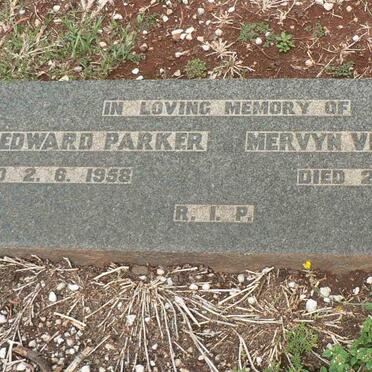 IN LOVING MEMORY OF
EDWARD PARKER MERVYN
2. 6. 1958 DIED
R. I. P.